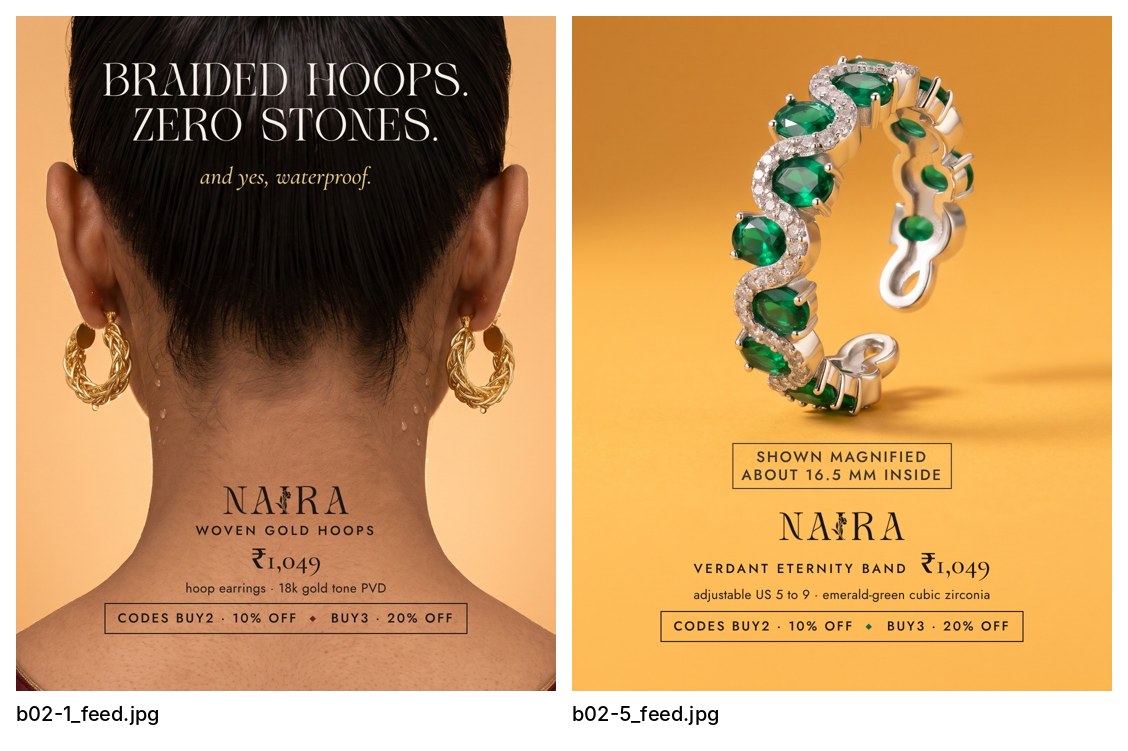 BRAIDED HOOPS.
ZERO STONES.
and yes, waterproof.
NAIRA
WOVEN GOLD HOOPS
₹1,049
hoop earrings · 18k gold tone PVD
CODES BUY2 · 10% OFF ◆ BUY3 · 20% OFF
b02-1_feed.jpg
SHOWN MAGNIFIED
ABOUT 16.5 MM INSIDE
NAIRA
VERDANT ETERNITY BAND ₹1,049
adjustable US 5 to 9 · emerald-green cubic zirconia
CODES BUY2 · 10% OFF ◆ BUY3 · 20% OFF
b02-5_feed.jpg